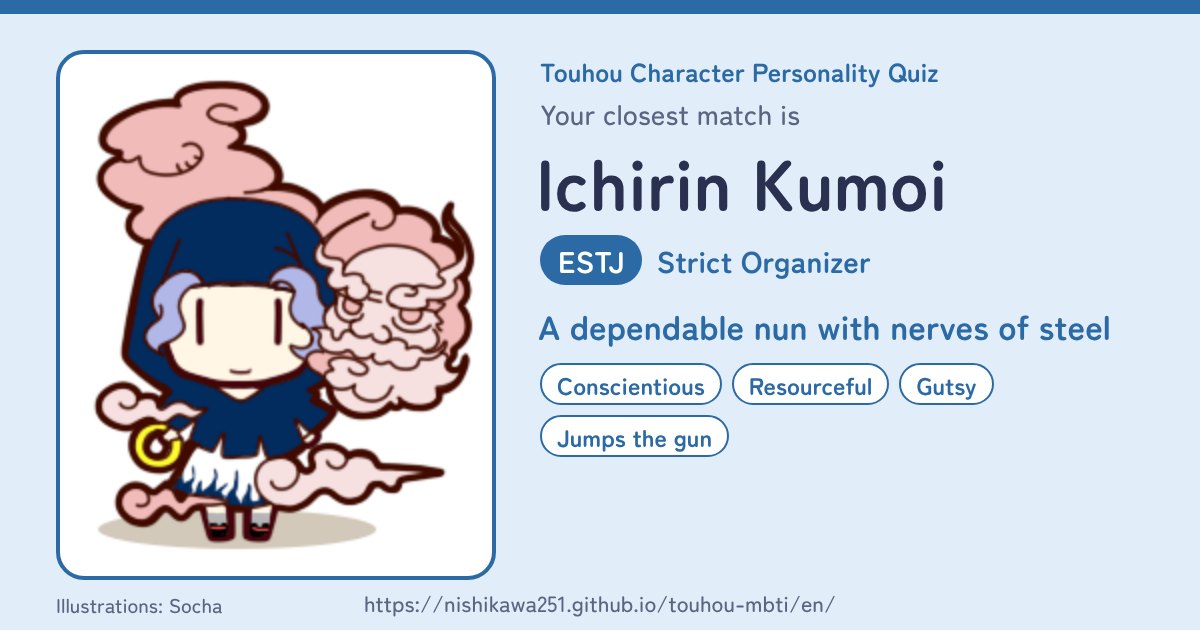 Touhou Character Personality Quiz
Your closest match is
Ichirin Kumoi
ESTJ Strict Organizer
A dependable nun with nerves of steel
Conscientious Resourceful Gutsy
Jumps the gun
Illustrations: Socha https://nishikawa251.github.io/touhou-mbti/en/